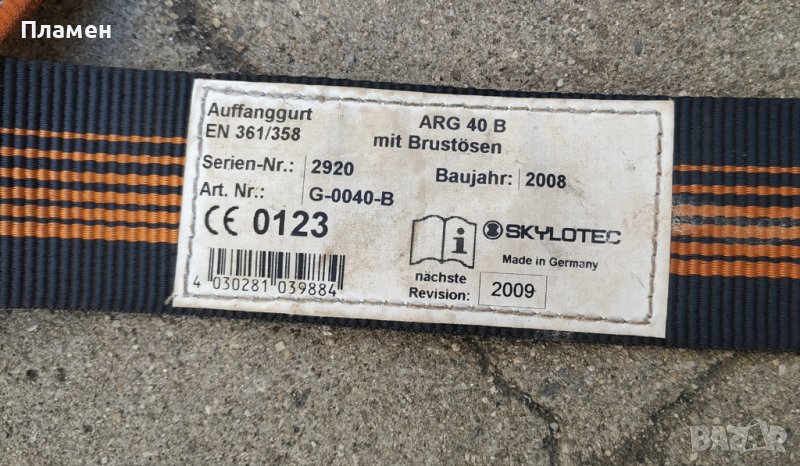 Пламен
Auffanggurt
EN 361/358
ARG 40 B
mit Brustösen
Serien-Nr.: 2920
Baujahr: 2008
Art. Nr.: G-0040-B
CE 0123
i
SKYLOTEC
Made in Germany
nächste
Revision: 2009
4 030281 039884
BAZAR